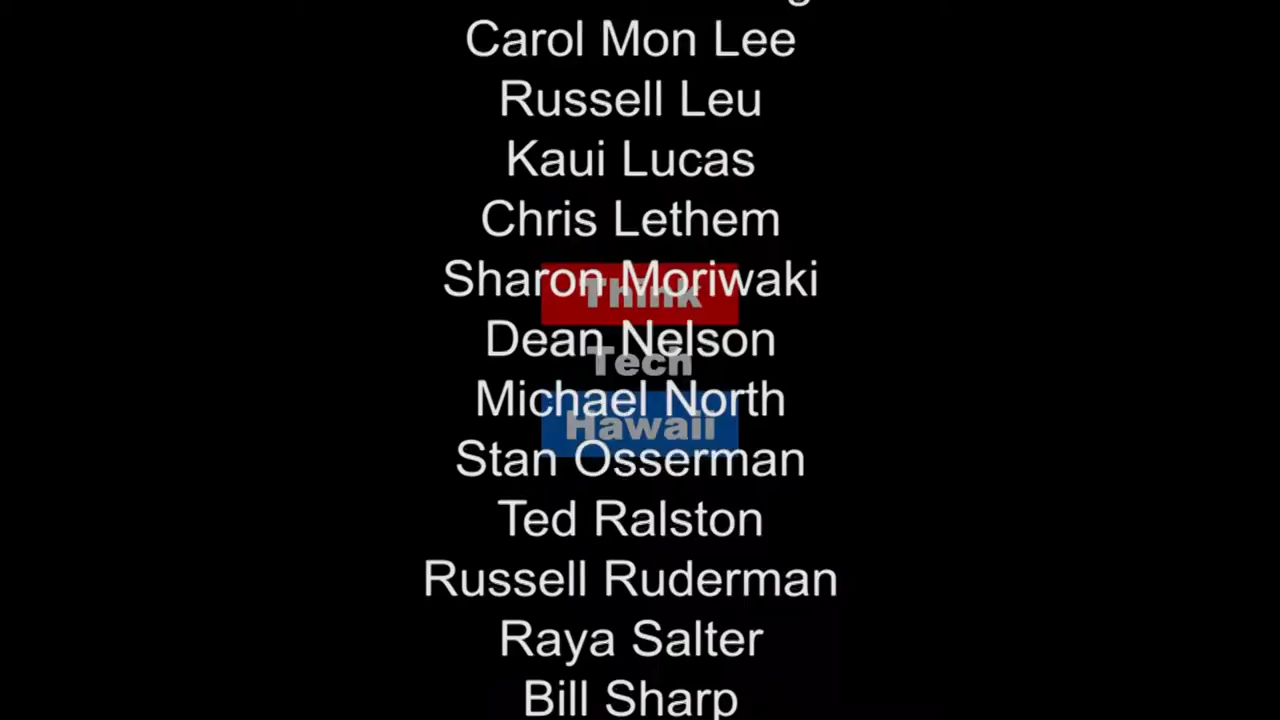 Carol Mon Lee
Russell Leu
Kaui Lucas
Chris Lethem
Sharon Moriwaki
Think
Dean Nelson
Tech
Michael North
Hawaii
Stan Osserman
Ted Ralston
Russell Ruderman
Raya Salter
Bill Sharp